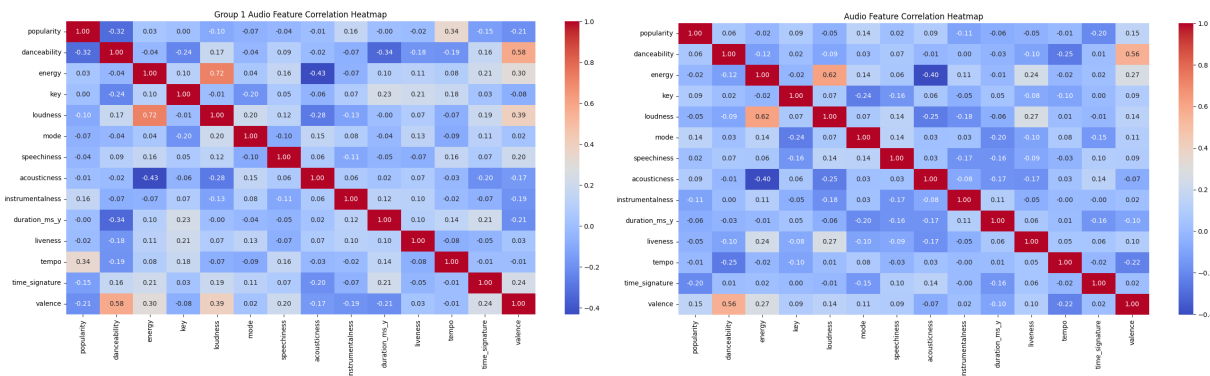 Group 1 Audio Feature Correlation Heatmap
popularity 1.00 -0.32 0.03 0.00 -0.10 -0.07 -0.04 -0.01 0.16 -0.00 -0.02 0.34 -0.15 -0.21
danceability -0.32 1.00 -0.04 -0.24 0.17 -0.04 0.09 -0.02 -0.07 -0.34 -0.18 -0.19 0.16 0.58
energy 0.03 -0.04 1.00 0.10 0.72 0.04 0.16 -0.43 -0.07 0.10 0.11 0.08 0.21 0.30
key 0.00 -0.24 0.10 1.00 -0.01 -0.20 0.05 -0.06 0.07 0.23 0.21 0.18 0.03 -0.08
loudness -0.10 0.17 0.72 -0.01 1.00 0.20 0.12 -0.28 -0.13 -0.00 0.07 -0.07 0.19 0.39
mode -0.07 -0.04 0.04 -0.20 0.20 1.00 -0.10 0.15 0.08 -0.04 0.13 -0.09 0.11 0.02
speechiness -0.04 0.09 0.16 0.05 0.12 -0.10 1.00 0.06 -0.11 -0.05 -0.07 0.16 0.07 0.20
acousticness -0.01 -0.02 -0.43 -0.06 -0.28 0.15 0.06 1.00 0.06 0.02 0.07 -0.03 -0.20 -0.17
instrumentalness 0.16 -0.07 -0.07 0.07 -0.13 0.08 -0.11 0.06 1.00 0.12 0.10 -0.02 -0.07 -0.19
duration_ms_y -0.00 -0.34 0.10 0.23 -0.00 -0.04 -0.05 0.02 0.12 1.00 0.10 0.14 0.21 -0.21
liveness -0.02 -0.18 0.11 0.21 0.07 0.13 -0.07 0.07 0.10 0.10 1.00 -0.08 -0.05 0.03
tempo 0.34 -0.19 0.08 0.18 -0.07 -0.09 0.16 -0.03 -0.02 0.14 -0.08 1.00 -0.01 -0.01
time_signature -0.15 0.16 0.21 0.03 0.19 0.11 0.07 -0.20 -0.07 0.21 -0.05 -0.01 1.00 0.24
valence -0.21 0.58 0.30 -0.08 0.39 0.02 0.20 -0.17 -0.19 -0.21 0.03 -0.01 0.24 1.00
popularity danceability energy key loudness mode speechiness acousticness nstrumentalness duration_ms_y liveness tempo time_signature valence
1.0
0.8
0.6
0.4
0.2
0.0
−0.2
−0.4
Audio Feature Correlation Heatmap
popularity 1.00 0.06 -0.02 0.09 -0.05 0.14 0.02 0.09 -0.11 -0.06 -0.05 -0.01 -0.20 0.15
danceability 0.06 1.00 -0.12 0.02 -0.09 0.03 0.07 -0.01 0.00 -0.03 -0.10 -0.25 0.01 0.56
energy -0.02 -0.12 1.00 -0.02 0.62 0.14 0.06 -0.40 0.11 -0.01 0.24 -0.02 0.02 0.27
key 0.09 0.02 -0.02 1.00 0.07 -0.24 -0.16 0.06 -0.05 0.05 -0.08 -0.10 0.00 0.09
loudness -0.05 -0.09 0.62 0.07 1.00 0.14 0.14 -0.25 -0.18 0.06 0.27 0.01 -0.01 0.14
mode 0.14 0.03 0.14 -0.24 0.14 1.00 0.03 0.03 -0.20 -0.10 0.08 -0.15 0.11
speechiness 0.02 0.07 0.06 -0.16 0.14 0.14 1.00 0.03 -0.17 -0.16 -0.09 -0.03 0.10 0.09
acousticness 0.09 -0.01 -0.40 0.06 -0.25 0.03 0.03 1.00 -0.08 -0.17 -0.17 0.03 0.14 -0.07
instrumentalness -0.11 0.00 0.11 -0.05 -0.18 0.03 -0.17 -0.08 1.00 0.11 -0.05 -0.00 -0.00 0.02
duration_ms_y -0.06 -0.03 -0.01 0.05 0.06 -0.20 -0.16 -0.17 0.11 1.00 0.06 -0.01 -0.16 -0.10
liveness -0.05 -0.10 0.24 -0.08 0.27 -0.10 -0.09 -0.17 -0.05 0.06 1.00 0.05 0.06 0.10
tempo -0.01 -0.25 -0.02 -0.10 0.01 0.08 -0.03 0.03 -0.00 -0.01 0.05 1.00 -0.02 -0.22
time_signature -0.20 0.01 0.02 0.00 -0.01 -0.15 0.10 0.14 -0.00 -0.16 0.06 -0.02 1.00 0.02
valence 0.15 0.56 0.27 0.09 0.14 0.11 0.09 -0.07 0.02 -0.10 0.10 -0.22 0.02 1.00
popularity danceability energy key loudness mode speechiness acousticness nstrumentalness duration_ms_y liveness tempo time_signature valence
1.0
0.8
0.6
0.4
0.2
0.0
−0.2
−0.